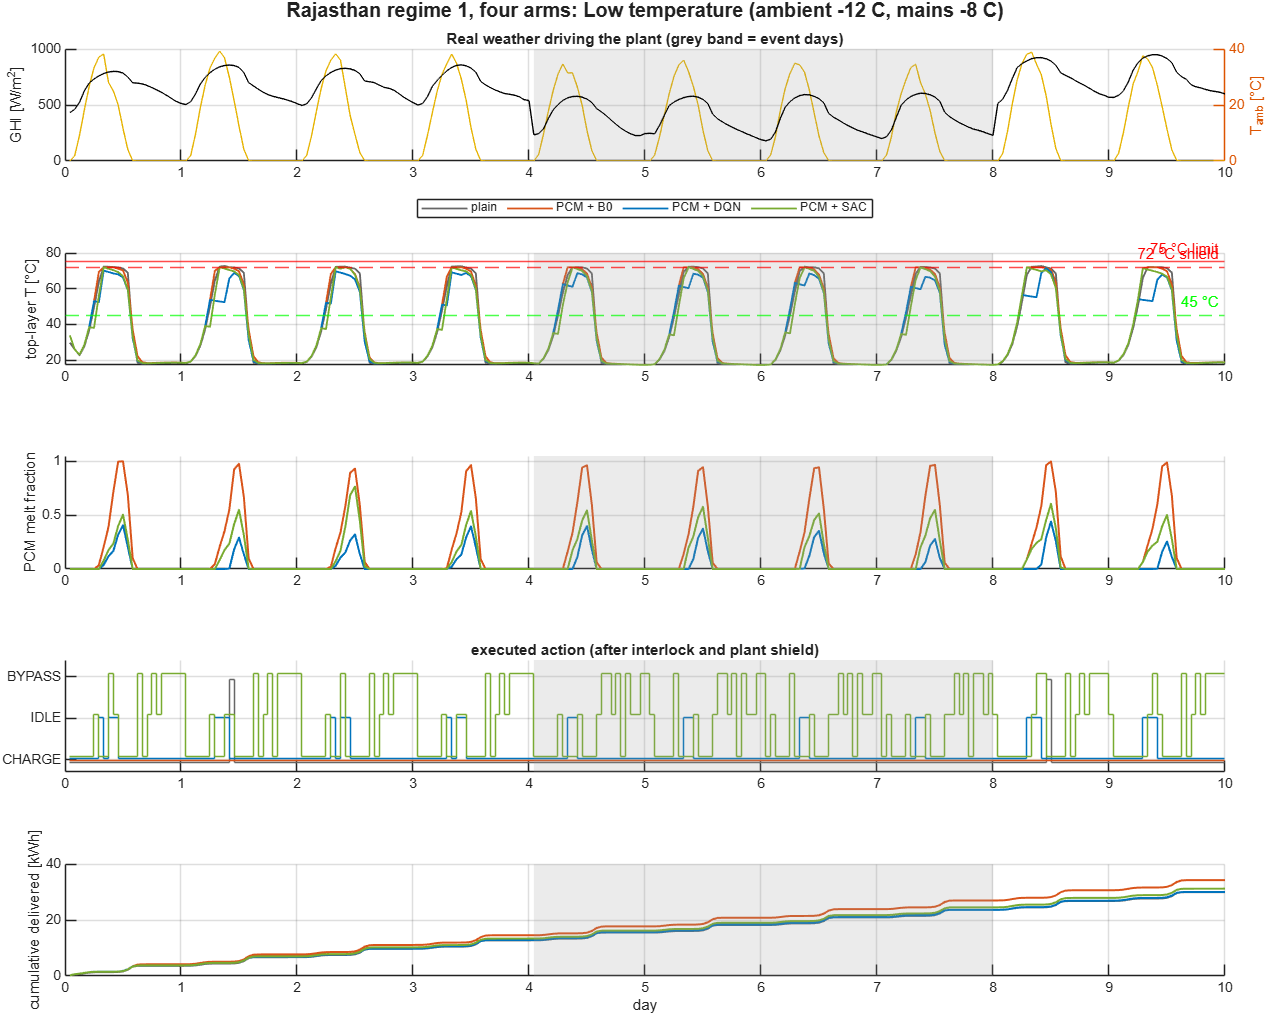 Rajasthan regime 1, four arms: Low temperature (ambient -12 C, mains -8 C)
Real weather driving the plant (grey band = event days)
GHI [W/m²]
1000
500
0
40
20
0
T_amb [°C]
0 1 2 3 4 5 6 7 8 9 10
plain PCM + B0 PCM + DQN PCM + SAC
top-layer T [°C]
80
60
40
20
75 °C limit
72 °C shield
45 °C
0 1 2 3 4 5 6 7 8 9 10
PCM melt fraction
1
0.5
0
0 1 2 3 4 5 6 7 8 9 10
executed action (after interlock and plant shield)
BYPASS
IDLE
CHARGE
0 1 2 3 4 5 6 7 8 9 10
cumulative delivered [kWh]
40
20
0
0 1 2 3 4 5 6 7 8 9 10
day